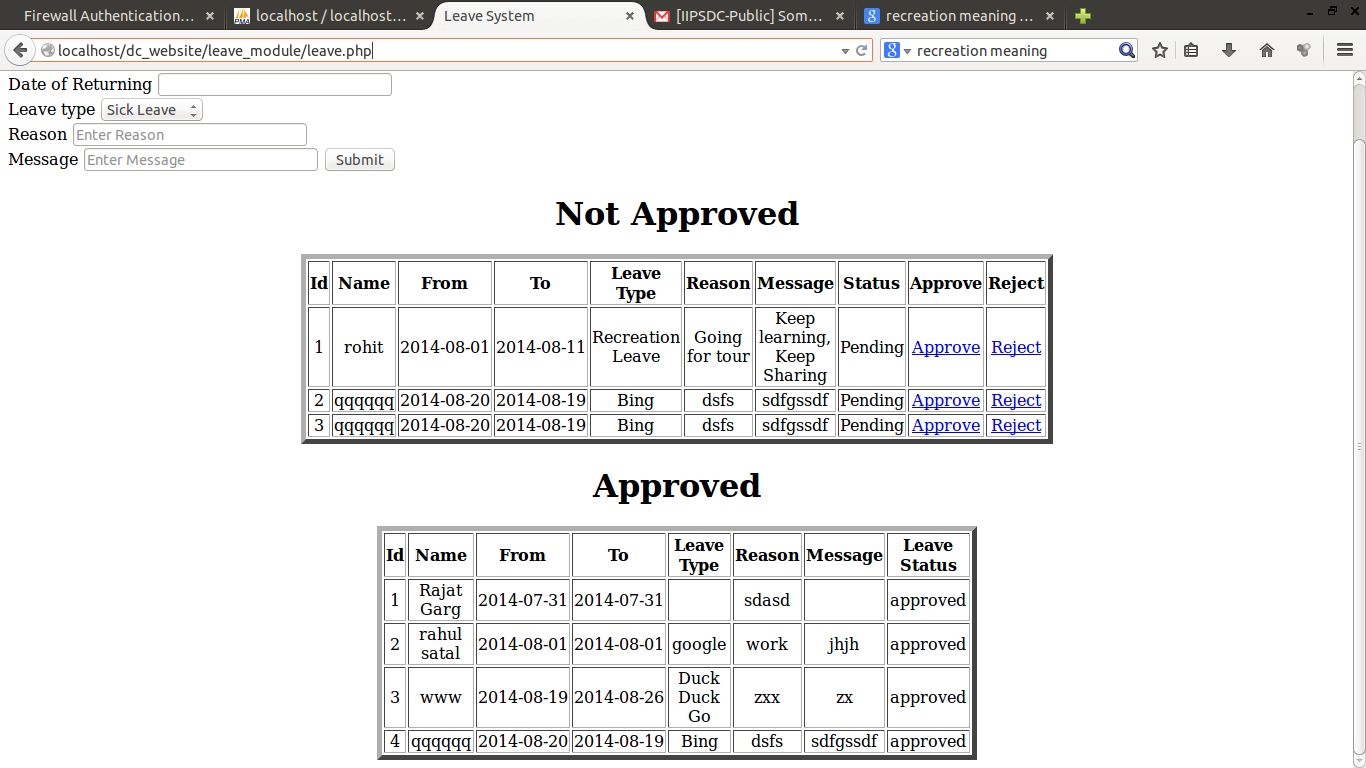 Firewall Authentication...
localhost / localhost...
Leave System
[IIPSDC-Public] Som...
recreation meaning ...
localhost/dc_website/leave_module/leave.php
recreation meaning
Date of Returning
Leave type Sick Leave
Reason Enter Reason
Message Enter Message Submit
Not Approved
Id Name From To Leave Type Reason Message Status Approve Reject
1 rohit 2014-08-01 2014-08-11 Recreation Leave Going for tour Keep learning, Keep Sharing Pending Approve Reject
2 qqqqqq 2014-08-20 2014-08-19 Bing dsfs sdfgssdf Pending Approve Reject
3 qqqqqq 2014-08-20 2014-08-19 Bing dsfs sdfgssdf Pending Approve Reject
Approved
Id Name From To Leave Type Reason Message Leave Status
1 Rajat Garg 2014-07-31 2014-07-31 sdasd approved
2 rahul satal 2014-08-01 2014-08-01 google work jhjh approved
3 www 2014-08-19 2014-08-26 Duck Duck Go zxx zx approved
4 qqqqqq 2014-08-20 2014-08-19 Bing dsfs sdfgssdf approved